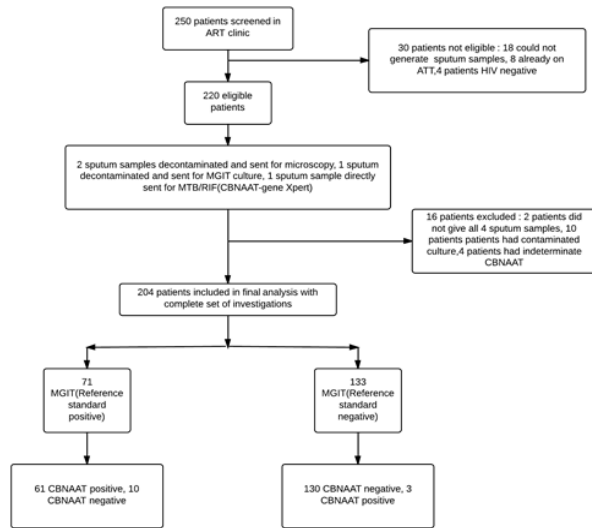 250 patients screened in
ART clinic
30 patients not eligible : 18 could not
generate sputum samples, 8 already on
ATT,4 patients HIV negative
220 eligible
patients
2 sputum samples decontaminated and sent for microscopy, 1 sputum
decontaminated and sent for MGIT culture, 1 sputum sample directly
sent for MTB/RIF(CBNAAT-gene Xpert)
16 patients excluded : 2 patients did
not give all 4 sputum samples, 10
patients patients had contaminated
culture,4 patients had indeterminate
CBNAAT
204 patients included in final analysis with
complete set of investigations
71
MGIT(Reference
standard
positive)
133
MGIT(Reference
standard
negative)
61 CBNAAT positive, 10
CBNAAT negative
130 CBNAAT negative, 3
CBNAAT positive